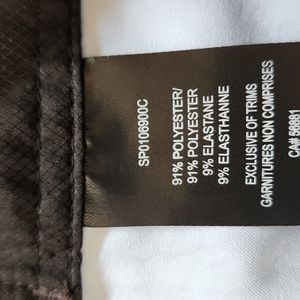 SP0106900C
91% POLYESTER/
91% POLYESTER/
9% ELASTANE
9% ELASTHANNE
EXCLUSIVE OF TRIMS
GARNITURES NON COMPRISES
CA# 56881